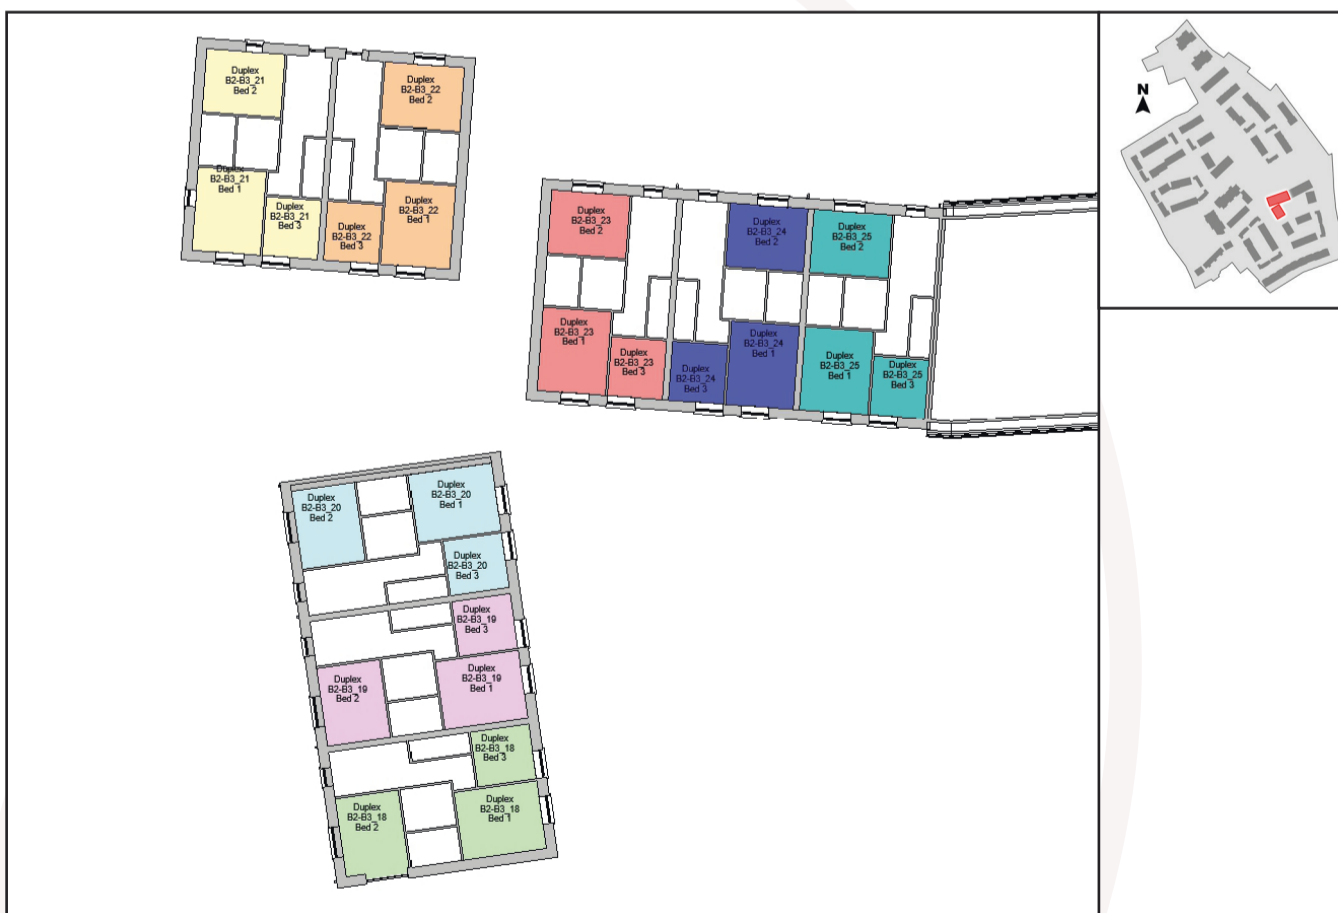 Duplex
B2-B3_21
Bed 2
Duplex
B2-B3_22
Bed 2
Duplex
B2-B3_21
Bed 1
Duplex
B2-B3_21
Bed 3
Duplex
B2-B3_22
Bed 3
Duplex
B2-B3_22
Bed 1
N
Duplex
B2-B3_23
Bed 2
Duplex
B2-B3_24
Bed 2
Duplex
B2-B3_25
Bed 2
Duplex
B2-B3_23
Bed 1
Duplex
B2-B3_23
Bed 3
Duplex
B2-B3_24
Bed 3
Duplex
B2-B3_24
Bed 1
Duplex
B2-B3_25
Bed 1
Duplex
B2-B3_25
Bed 3
Duplex
B2-B3_20
Bed 2
Duplex
B2-B3_20
Bed 1
Duplex
B2-B3_20
Bed 3
Duplex
B2-B3_19
Bed 3
Duplex
B2-B3_19
Bed 2
Duplex
B2-B3_19
Bed 1
Duplex
B2-B3_18
Bed 3
Duplex
B2-B3_18
Bed 2
Duplex
B2-B3_18
Bed 1